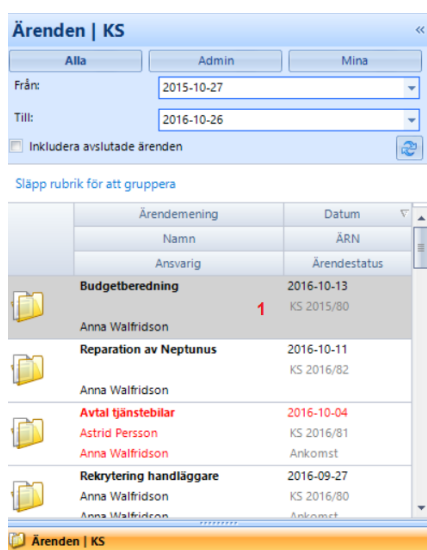 Ärenden | KS «
Alla Admin Mina
Från: 2015-10-27
Till: 2016-10-26
Inkludera avslutade ärenden
Släpp rubrik för att gruppera
Ärendemening Datum
Namn ÄRN
Ansvarig Ärendestatus
Budgetberedning 2016-10-13
1 KS 2015/80
Anna Walfridson
Reparation av Neptunus 2016-10-11
KS 2016/82
Anna Walfridson
Avtal tjänstebilar 2016-10-04
Astrid Persson KS 2016/81
Anna Walfridson Ankomst
Rekrytering handläggare 2016-09-27
Anna Walfridson KS 2016/80
Anna Walfridson Ankomst
Ärenden | KS